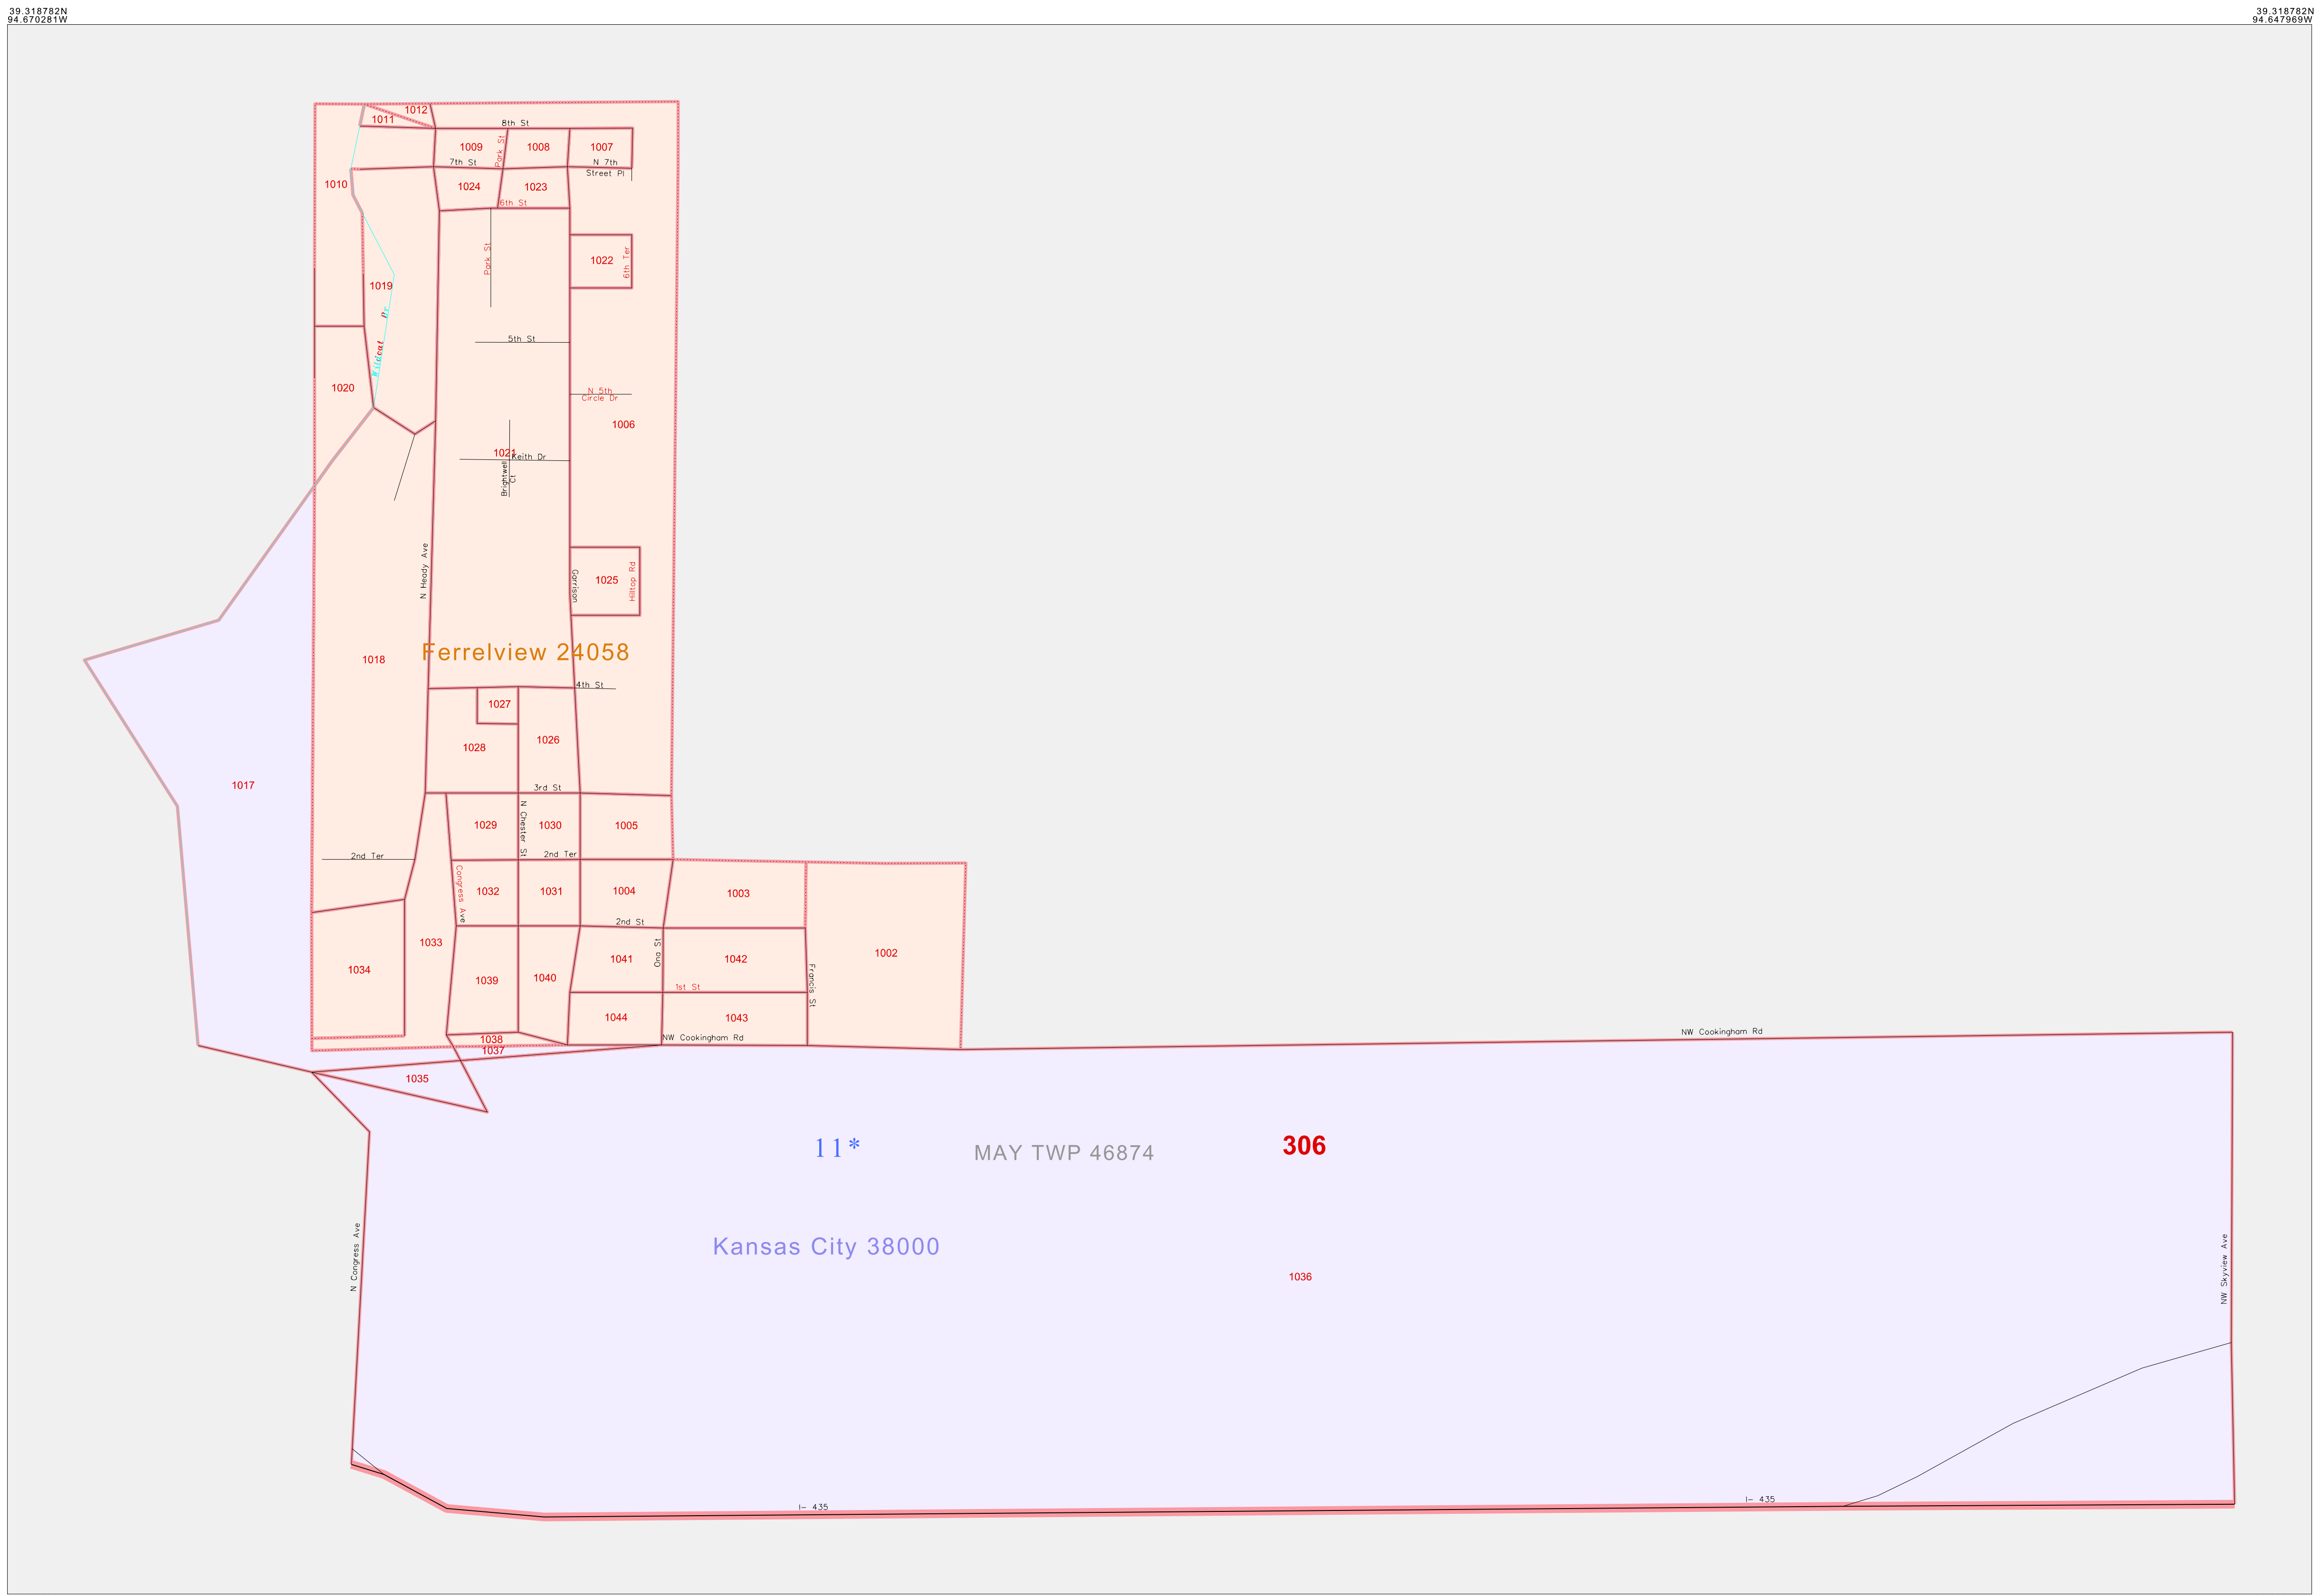 39.318782N
94.670281W
39.318782N
94.647969W
1012
1011
8th St
1009
Park St
1008
1007
7th St
N 7th
Street Pl
1010
1024
1023
6th St
Park St
1022
6th Ter
1019
Wildcat Dr
5th St
1020
N 5th
Circle Dr
1006
1021
Keith Dr
Brightwell
Ct
N Heady Ave
Garrison
1025
Hilltop Rd
Ferrelview 24058
1018
4th St
1027
1026
1028
1017
3rd St
1029
N Chester St
1030
1005
2nd Ter
2nd Ter
Congress Ave
1032
1031
1004
1003
2nd St
1033
Ona St
1002
1034
1041
1042
1039
1040
Francis St
1st St
1044
1043
1038
NW Cookingham Rd
NW Cookingham Rd
1037
1035
11*
MAY TWP 46874
306
N Congress Ave
Kansas City 38000
NW Skyview Ave
1036
I- 435
I- 435